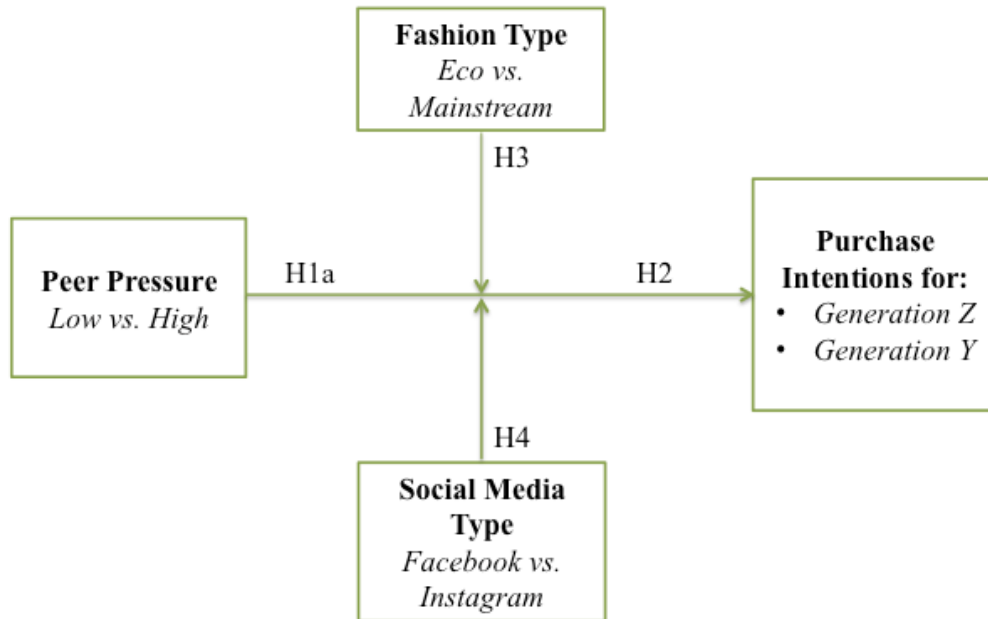 Fashion Type
Eco vs.
Mainstream
H3
Peer Pressure
Low vs. High
H1a
H2
Purchase
Intentions for:
• Generation Z
• Generation Y
H4
Social Media
Type
Facebook vs.
Instagram